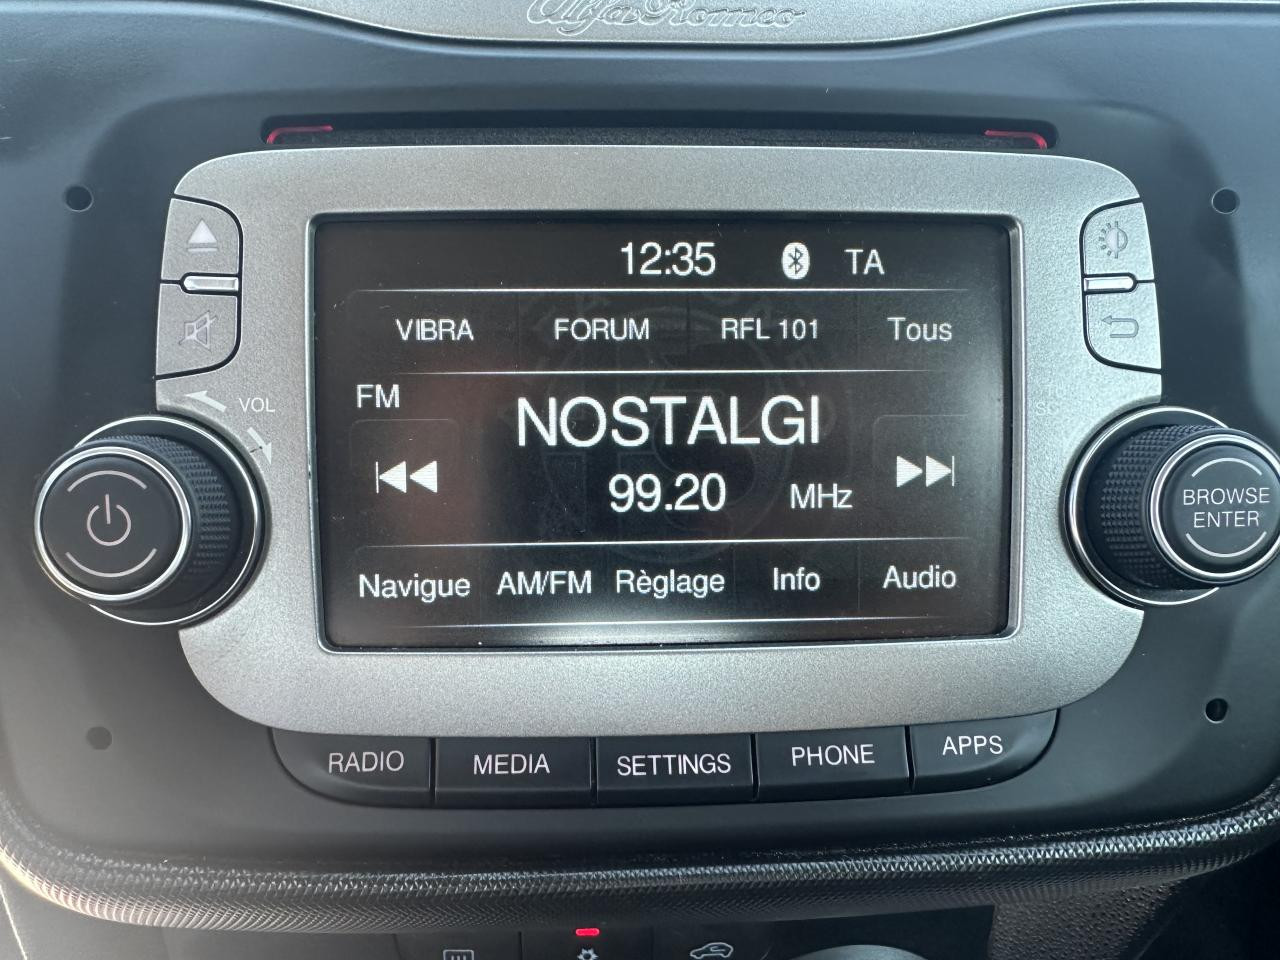 Alfa Romeo
12:35 TA
VIBRA FORUM RFL 101 Tous
FM
NOSTALGI
99.20 MHz
Navigue AM/FM Règlage Info Audio
VOL
BROWSE
ENTER
RADIO MEDIA SETTINGS PHONE APPS